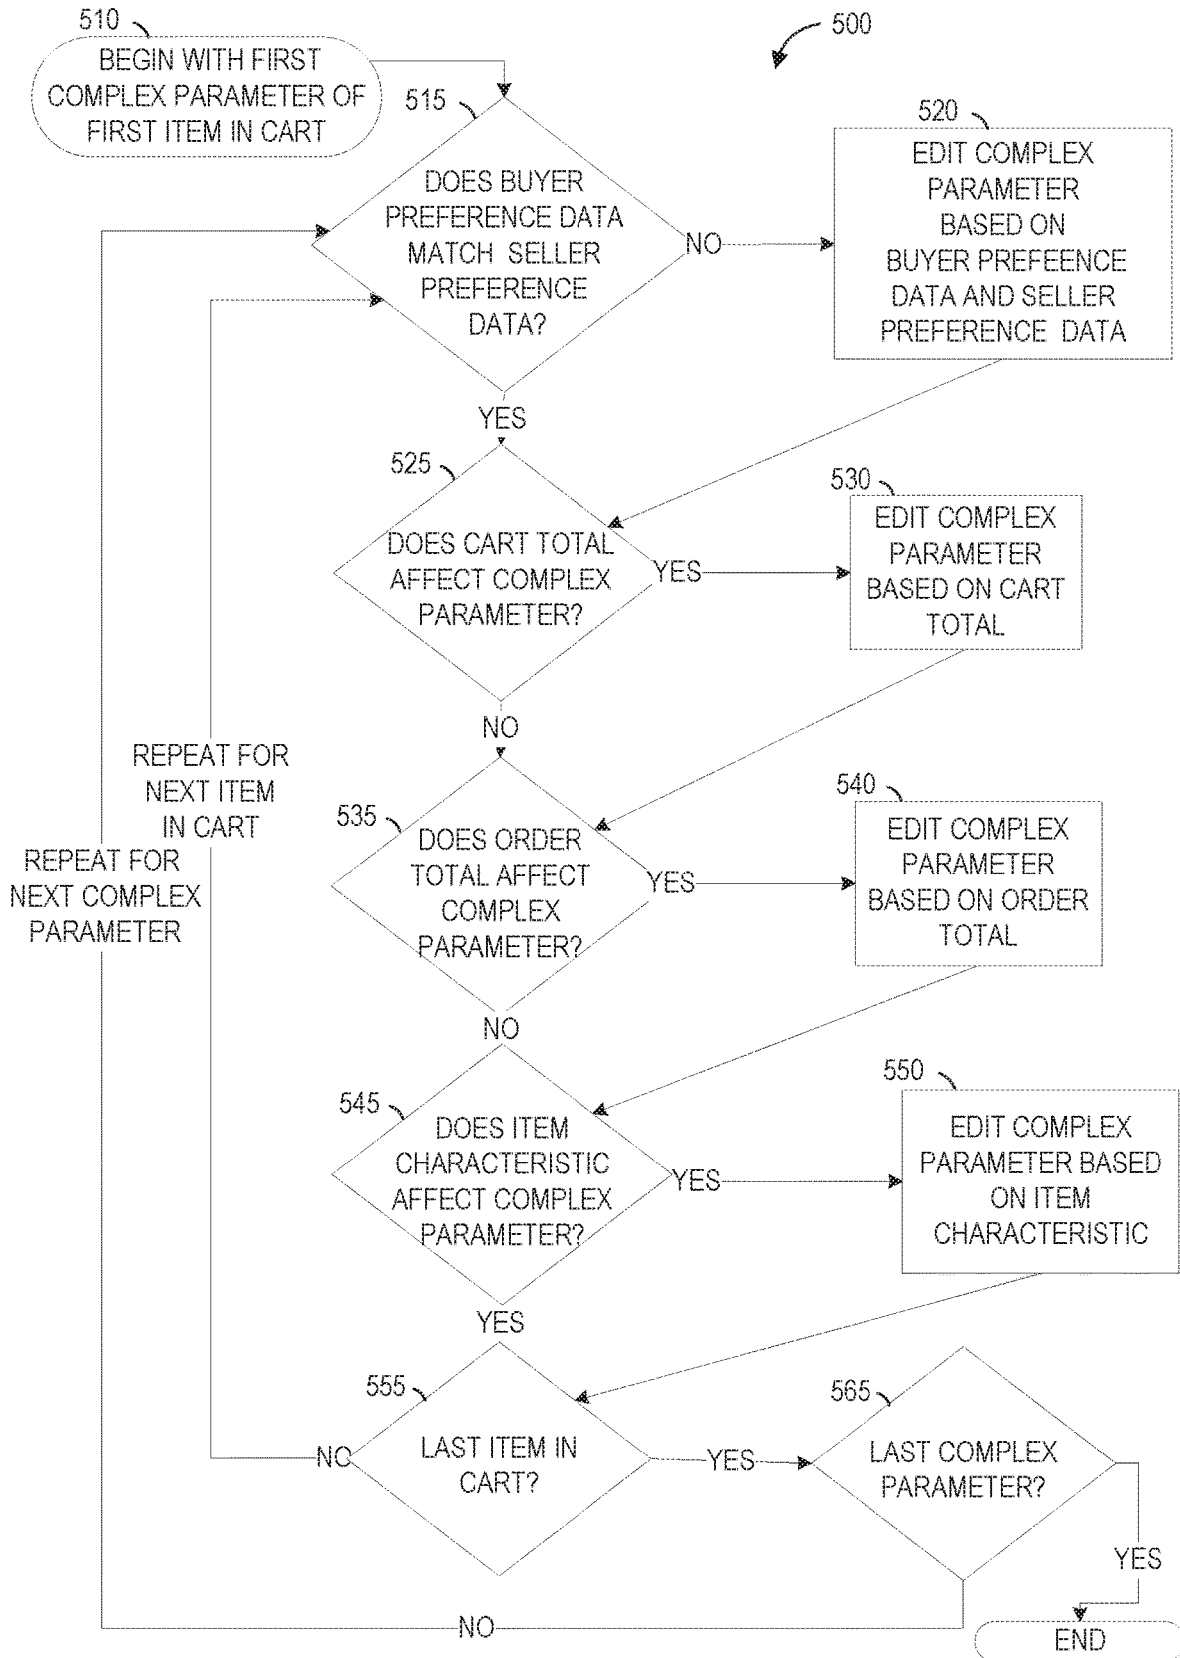 510
BEGIN WITH FIRST
COMPLEX PARAMETER OF
FIRST ITEM IN CART
500
515
DOES BUYER
PREFERENCE DATA
MATCH SELLER
PREFERENCE
DATA?
NO
520
EDIT COMPLEX
PARAMETER
BASED ON
BUYER PREFEENCE
DATA AND SELLER
PREFERENCE DATA
YES
525
DOES CART TOTAL
AFFECT COMPLEX
PARAMETER?
YES
530
EDIT COMPLEX
PARAMETER
BASED ON CART
TOTAL
NO
REPEAT FOR
NEXT ITEM
IN CART
REPEAT FOR
NEXT COMPLEX
PARAMETER
535
DOES ORDER
TOTAL AFFECT
COMPLEX
PARAMETER?
YES
540
EDIT COMPLEX
PARAMETER
BASED ON ORDER
TOTAL
NO
545
DOES ITEM
CHARACTERISTIC
AFFECT COMPLEX
PARAMETER?
YES
550
EDIT COMPLEX
PARAMETER BASED
ON ITEM
CHARACTERISTIC
YES
555
LAST ITEM IN
CART?
NO
YES
565
LAST COMPLEX
PARAMETER?
YES
NO
END